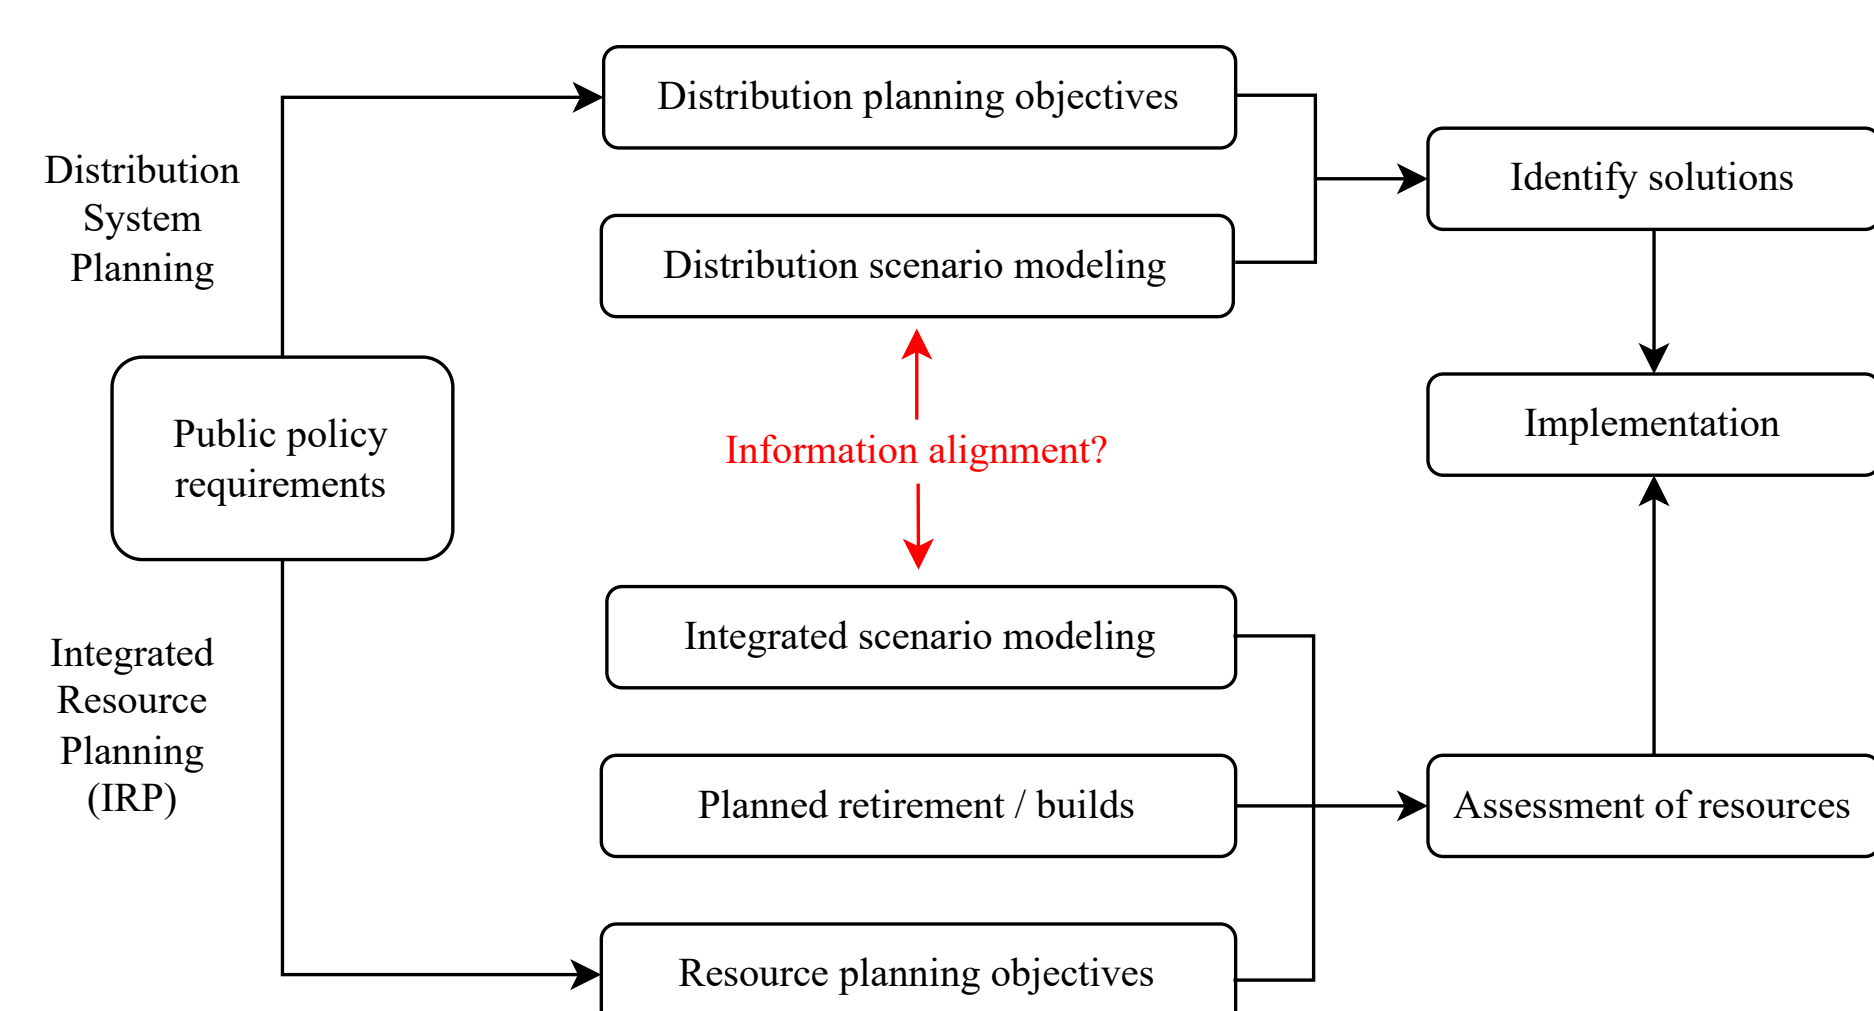 Distribution planning objectives
Distribution
System
Planning
Identify solutions
Distribution scenario modeling
Public policy
requirements
Information alignment?
Implementation
Integrated
Resource
Planning
(IRP)
Integrated scenario modeling
Planned retirement / builds
Assessment of resources
Resource planning objectives